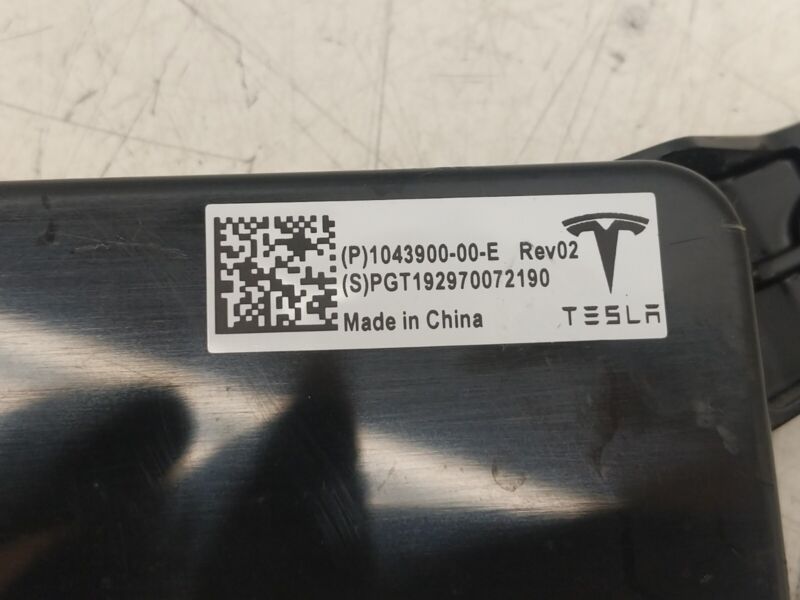 (P)1043900-00-E Rev02
(S)PGT192970072190
Made in China
TESLA